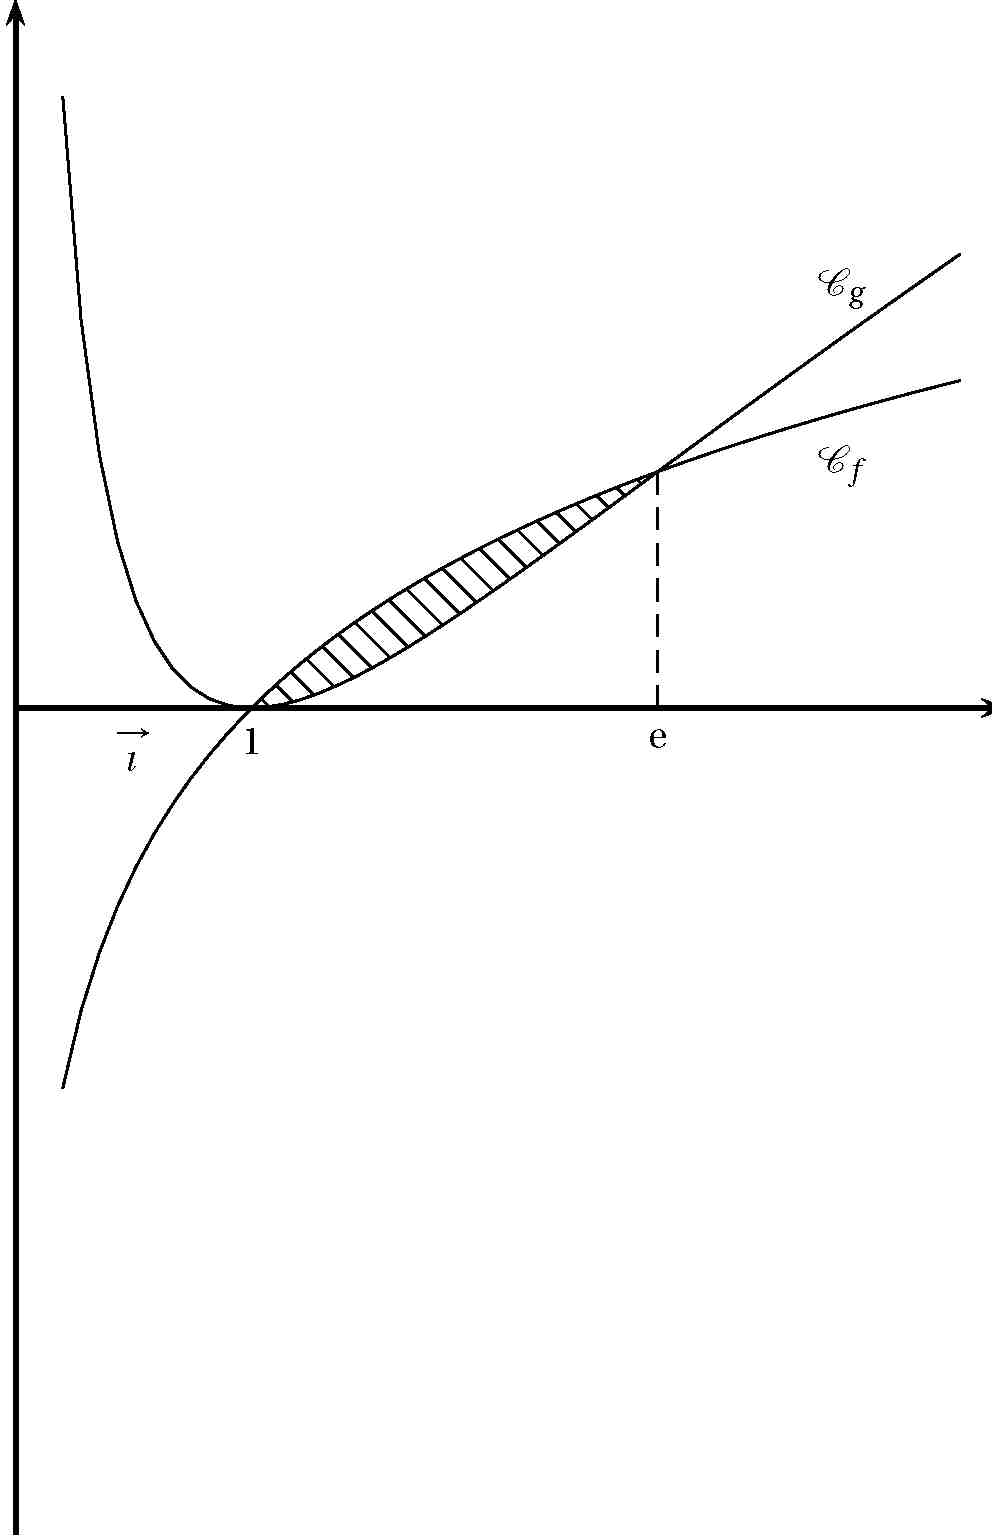 𝒞g
𝒞f
ı⃗ 1 e